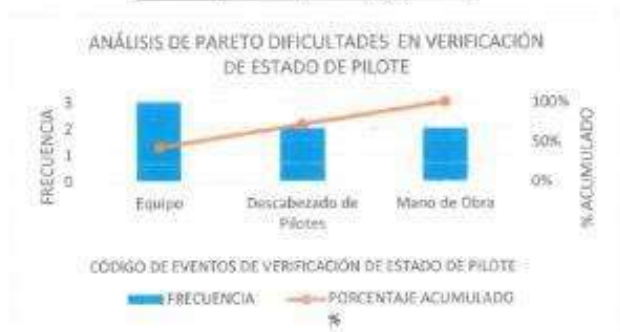 ANÁLISIS DE PARETO DIFICULTADES EN VERIFICACIÓN
DE ESTADO DE PILOTE
FRECUENCIA
3
2
1
0
100%
50%
0%
% ACUMULADO
Equipo
Descabezado de
Pilotes
Mano de Obra
CÓDIGO DE EVENTOS DE VERIFICACIÓN DE ESTADO DE PILOTE
FRECUENCIA
PORCENTAJE ACUMULADO
%